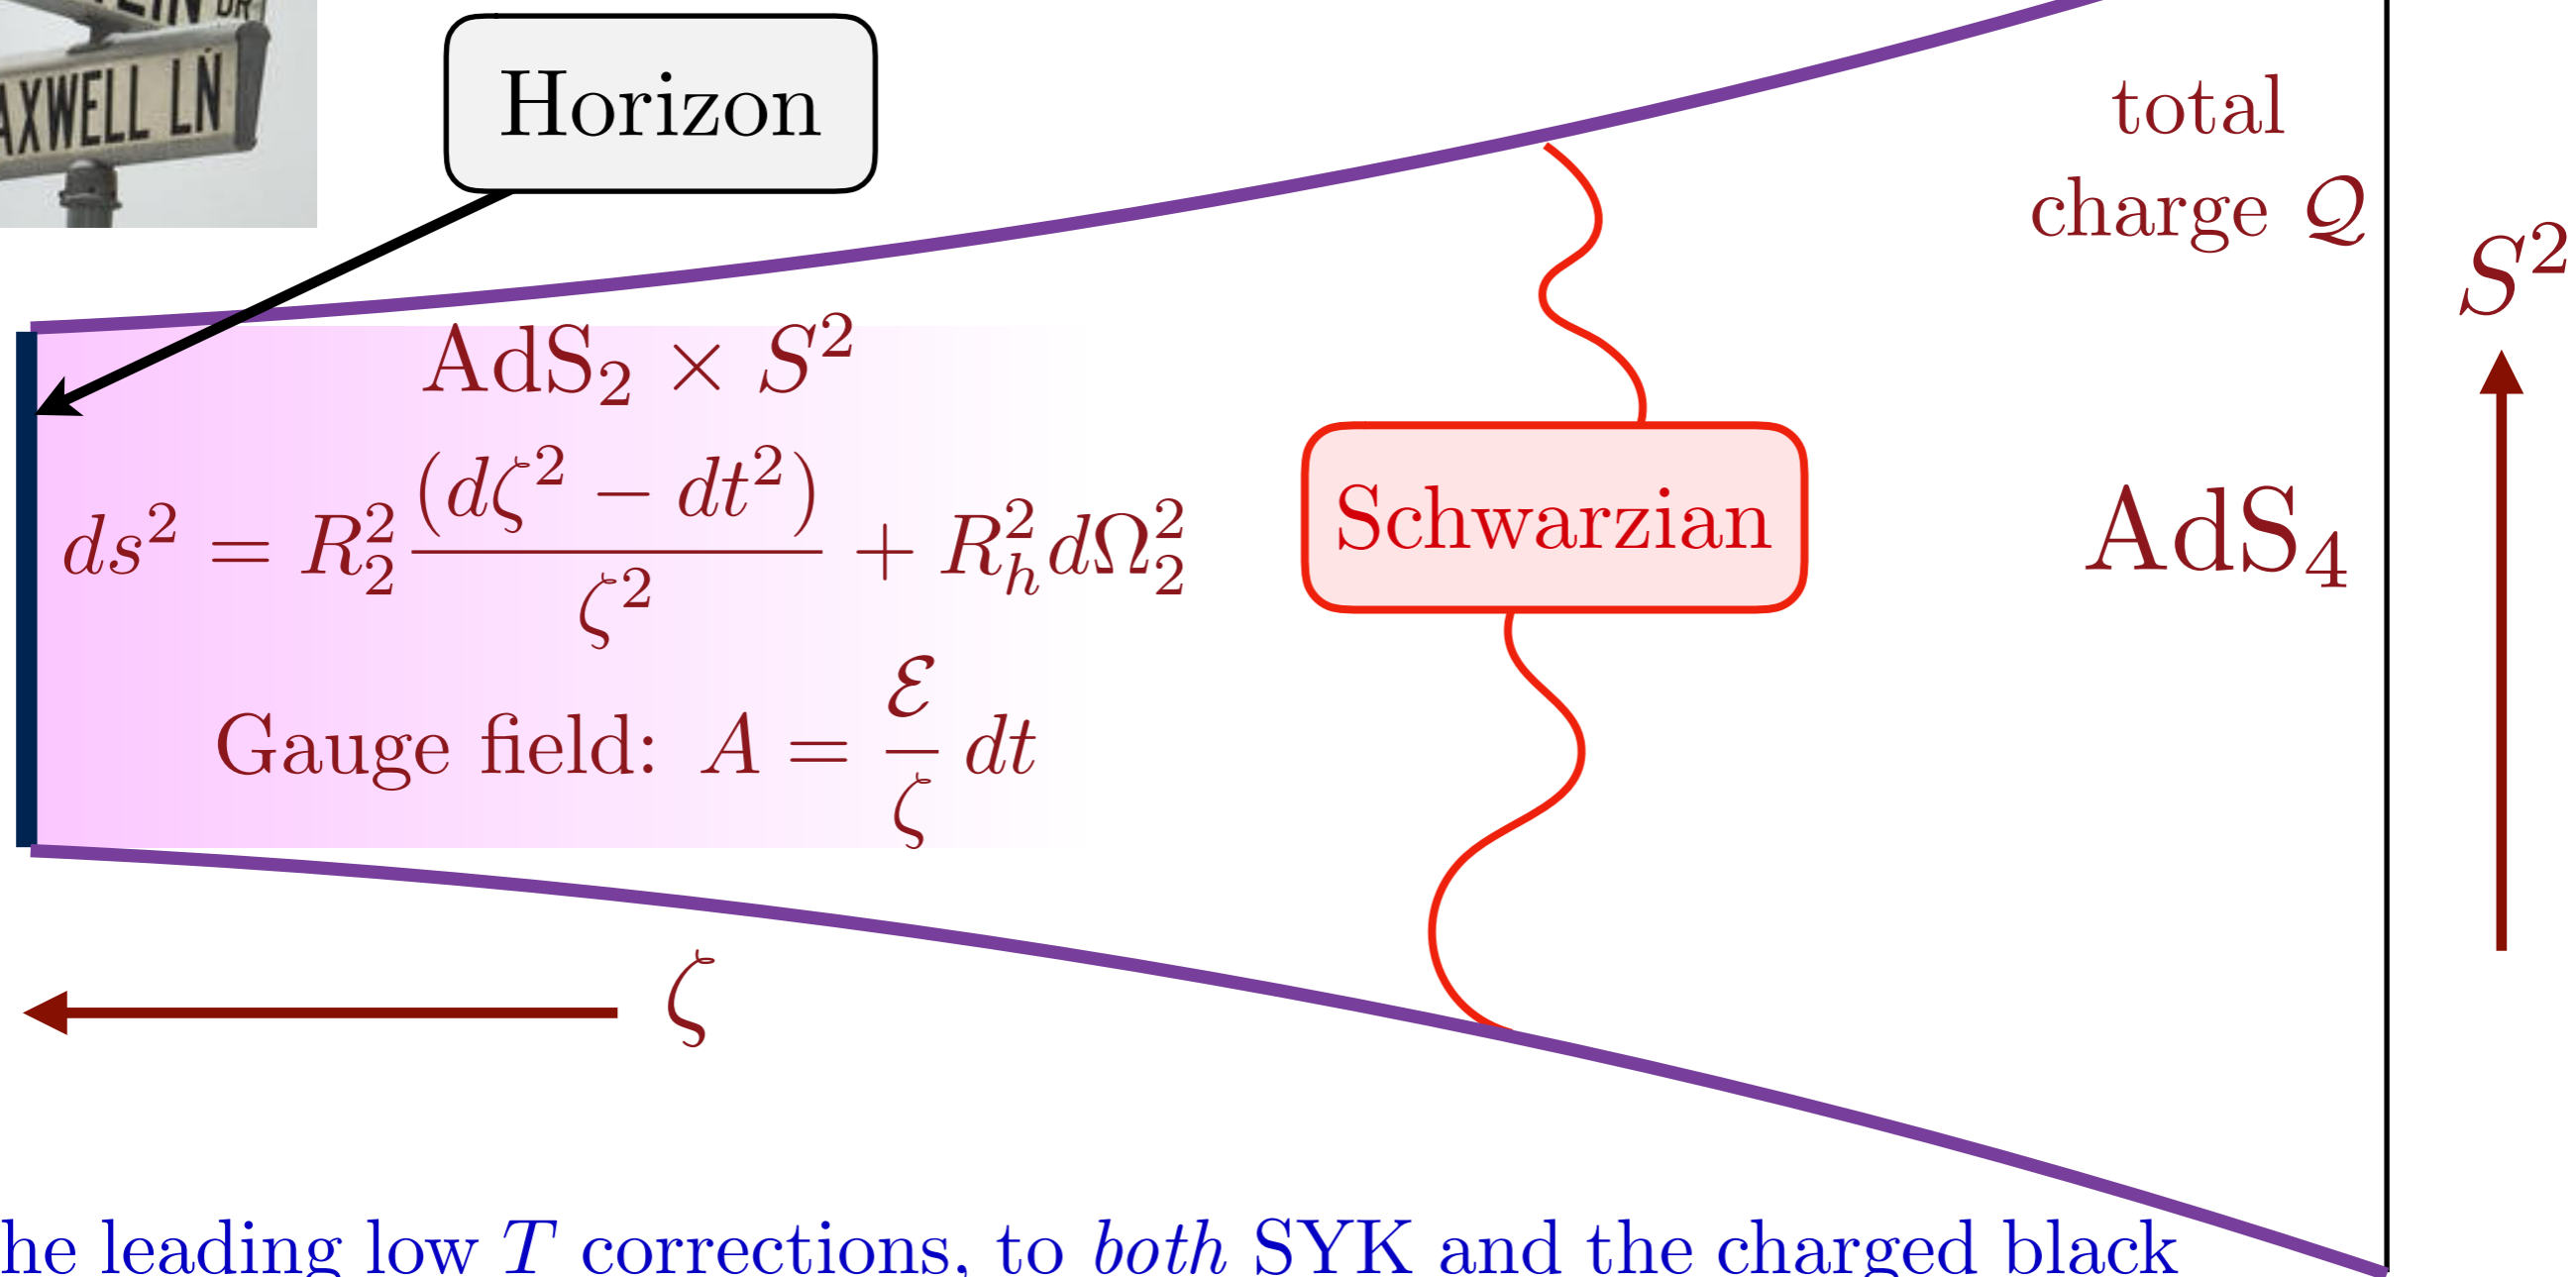 AXWELL LN
Horizon
total
charge 𝒬
S²
AdS₂ × S²
ds² = R₂² (dζ² − dt²)/ζ² + R_h² dΩ₂²
Schwarzian
AdS₄
Gauge field: A = ℰ/ζ dt
ζ
he leading low T corrections, to both SYK and the charged black